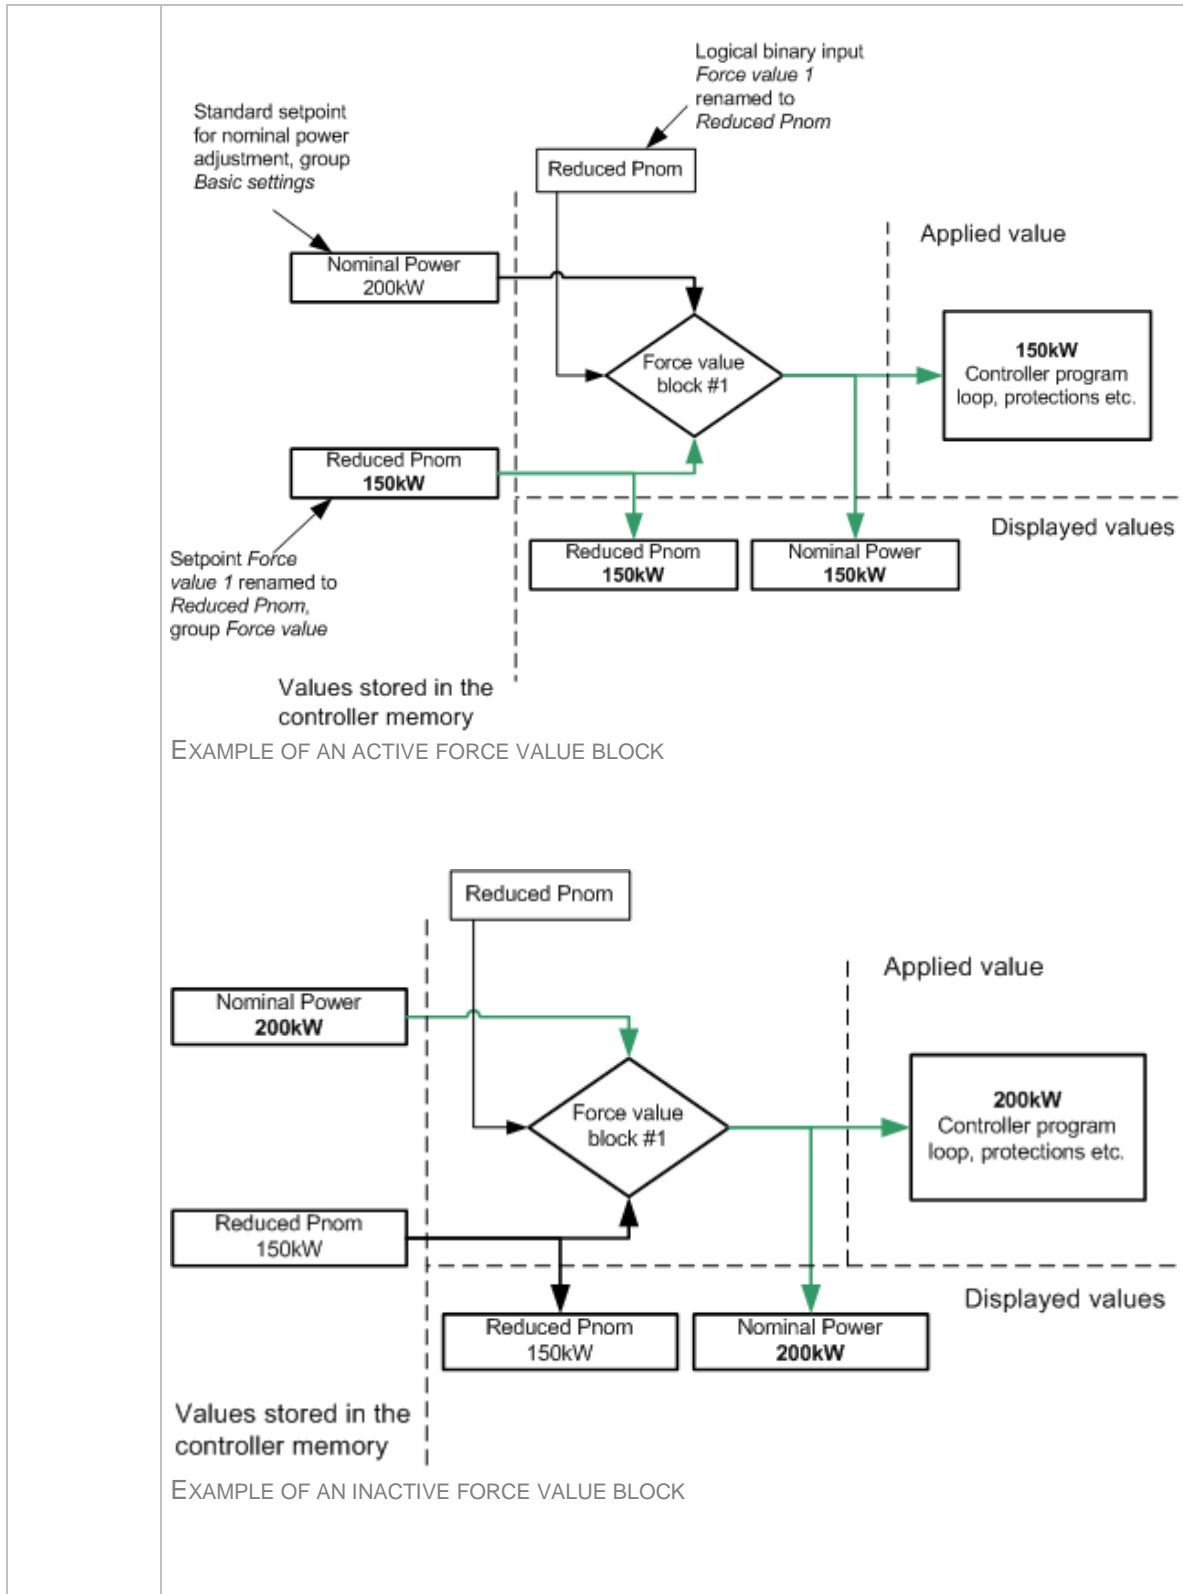 Logical binary input
Force value 1
renamed to
Reduced Pnom
Standard setpoint
for nominal power
adjustment, group
Basic settings
Reduced Pnom
Applied value
Nominal Power
200kW
Force value
block #1
150kW
Controller program
loop, protections etc.
Reduced Pnom
150kW
Displayed values
Reduced Pnom
150kW
Nominal Power
150kW
Setpoint Force
value 1 renamed to
Reduced Pnom,
group Force value
Values stored in the
controller memory
EXAMPLE OF AN ACTIVE FORCE VALUE BLOCK
Reduced Pnom
Applied value
Nominal Power
200kW
Force value
block #1
200kW
Controller program
loop, protections etc.
Reduced Pnom
150kW
Displayed values
Reduced Pnom
150kW
Nominal Power
200kW
Values stored in the
controller memory
EXAMPLE OF AN INACTIVE FORCE VALUE BLOCK